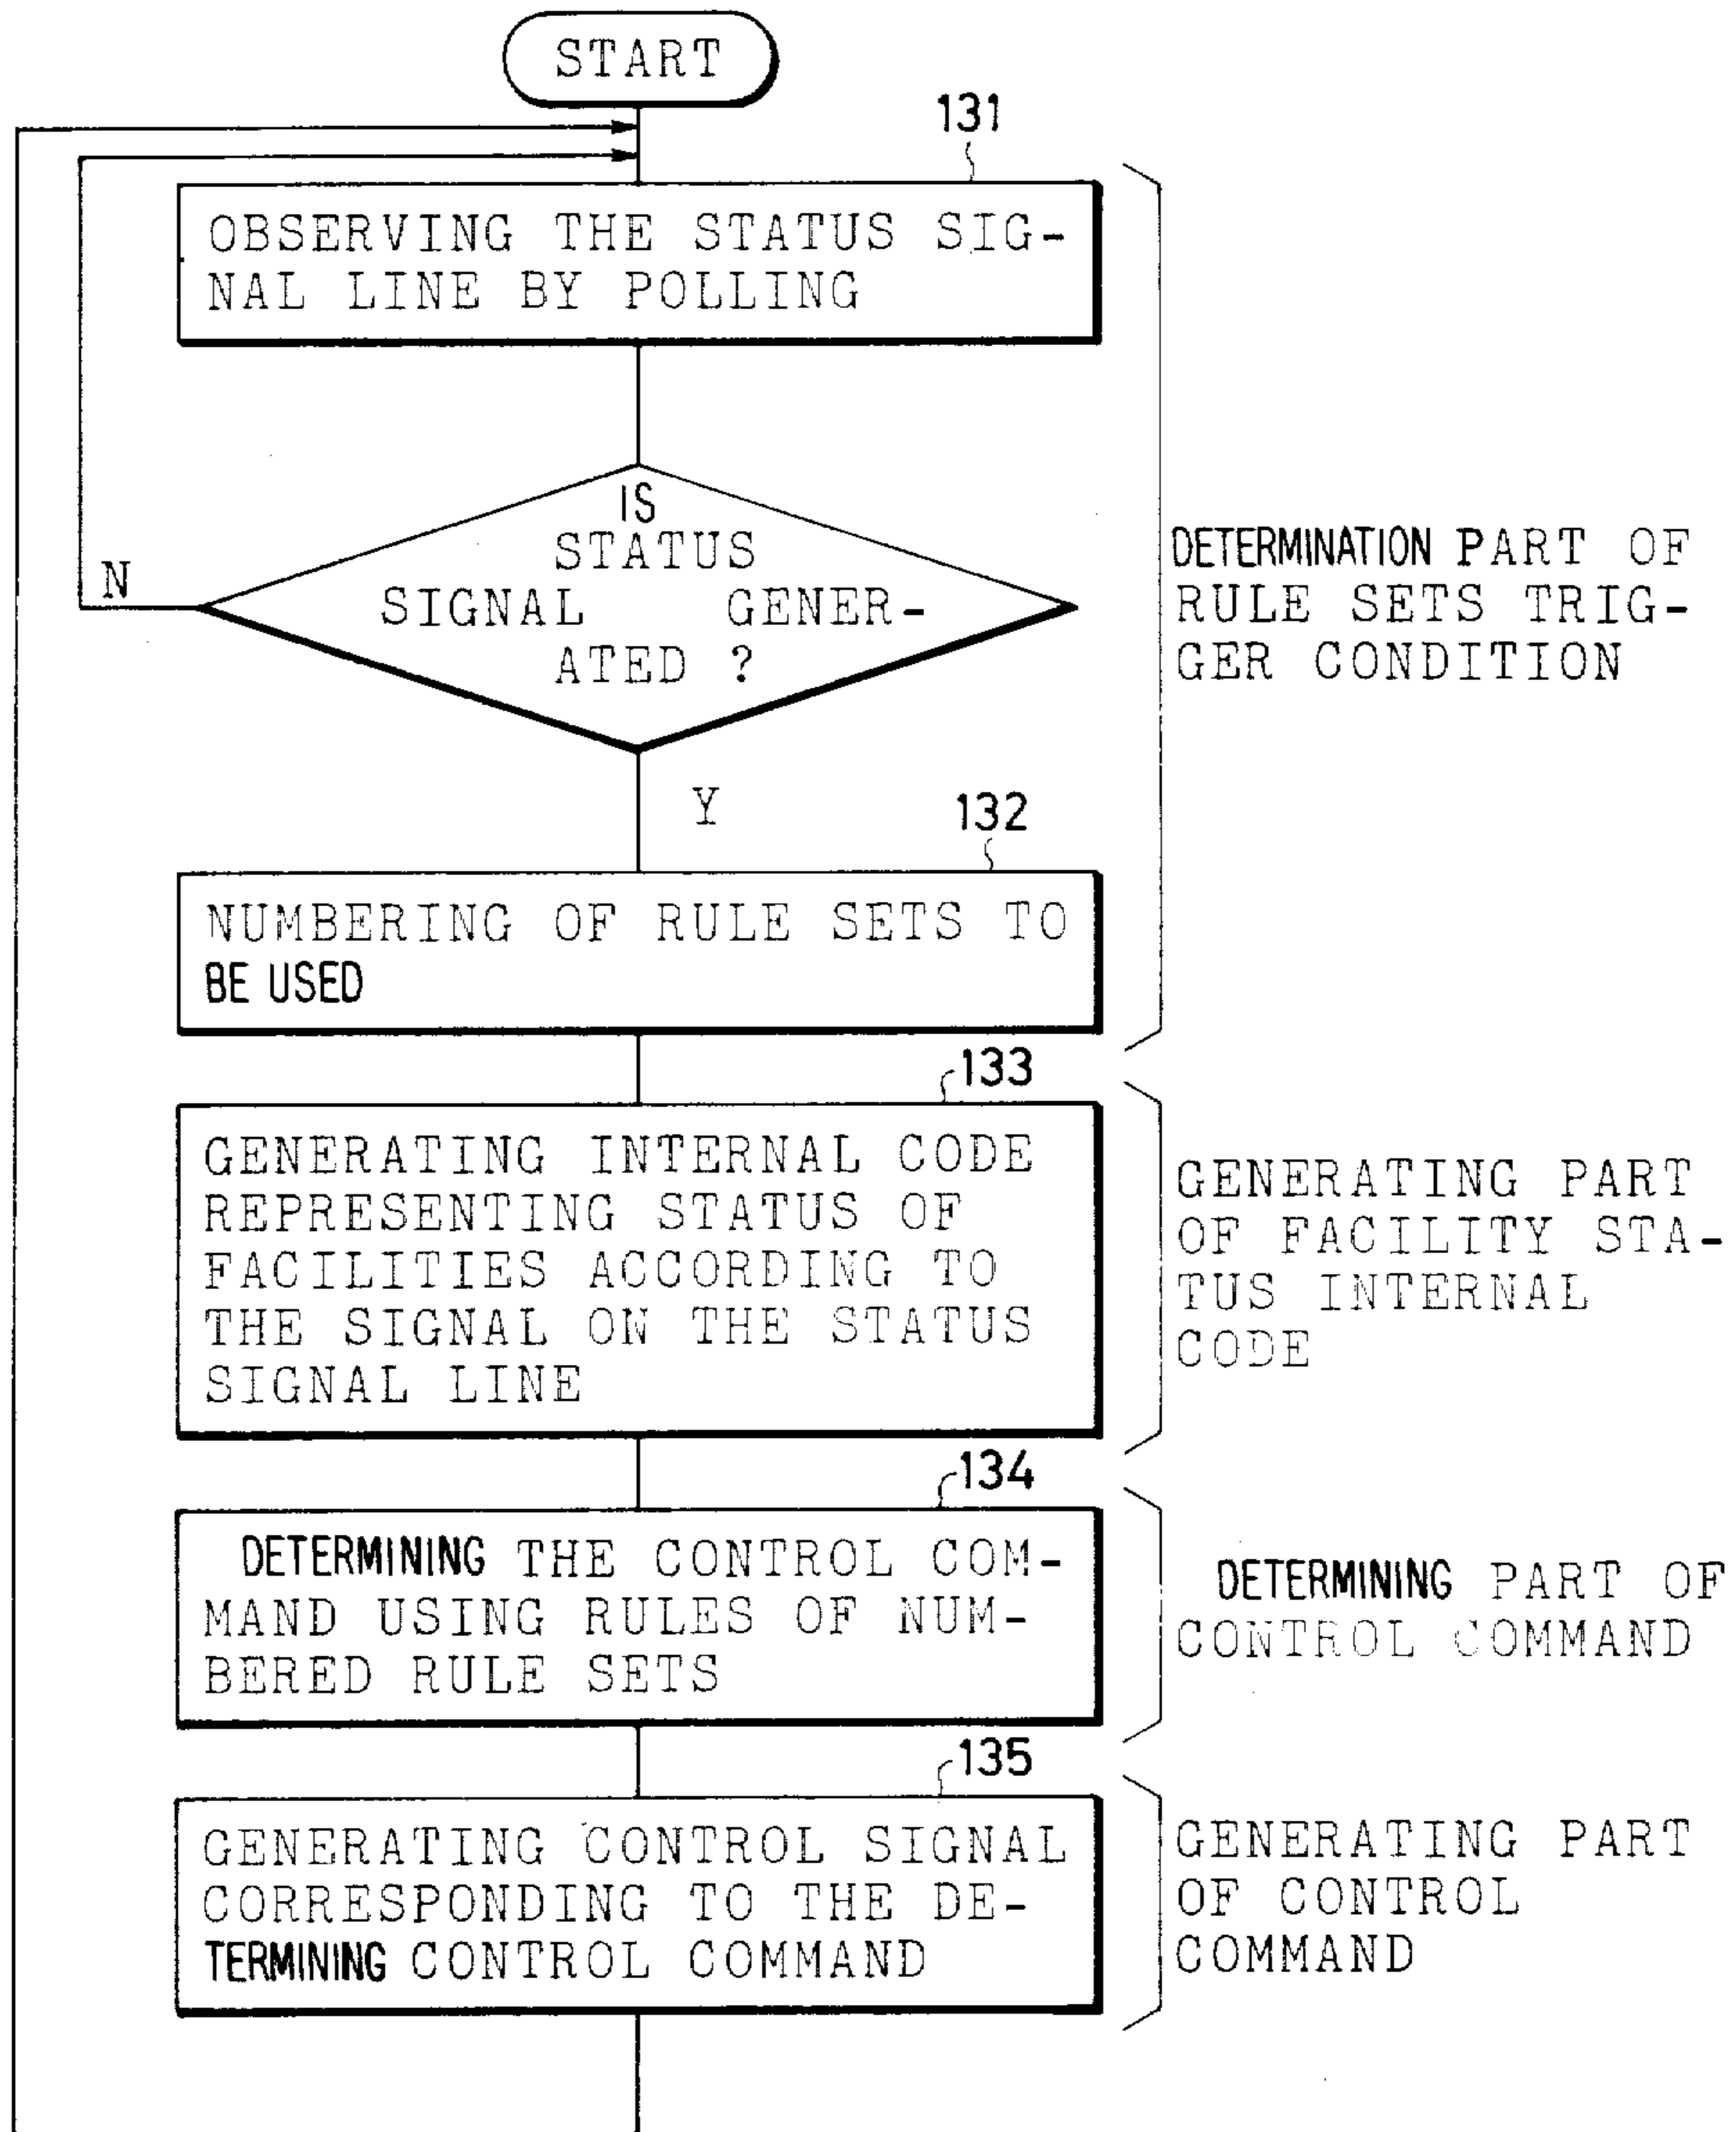 START
131
OBSERVING THE STATUS SIG-
NAL LINE BY POLLING
IS
STATUS
SIGNAL GENER-
ATED ?
N
Y
DETERMINATION PART OF
RULE SETS TRIG-
GER CONDITION
132
NUMBERING OF RULE SETS TO
BE USED
133
GENERATING INTERNAL CODE
REPRESENTING STATUS OF
FACILITIES ACCORDING TO
THE SIGNAL ON THE STATUS
SIGNAL LINE
GENERATING PART
OF FACILITY STA-
TUS INTERNAL
CODE
134
DETERMINING THE CONTROL COM-
MAND USING RULES OF NUM-
BERED RULE SETS
DETERMINING PART OF
CONTROL COMMAND
135
GENERATING CONTROL SIGNAL
CORRESPONDING TO THE DE-
TERMINING CONTROL COMMAND
GENERATING PART
OF CONTROL
COMMAND